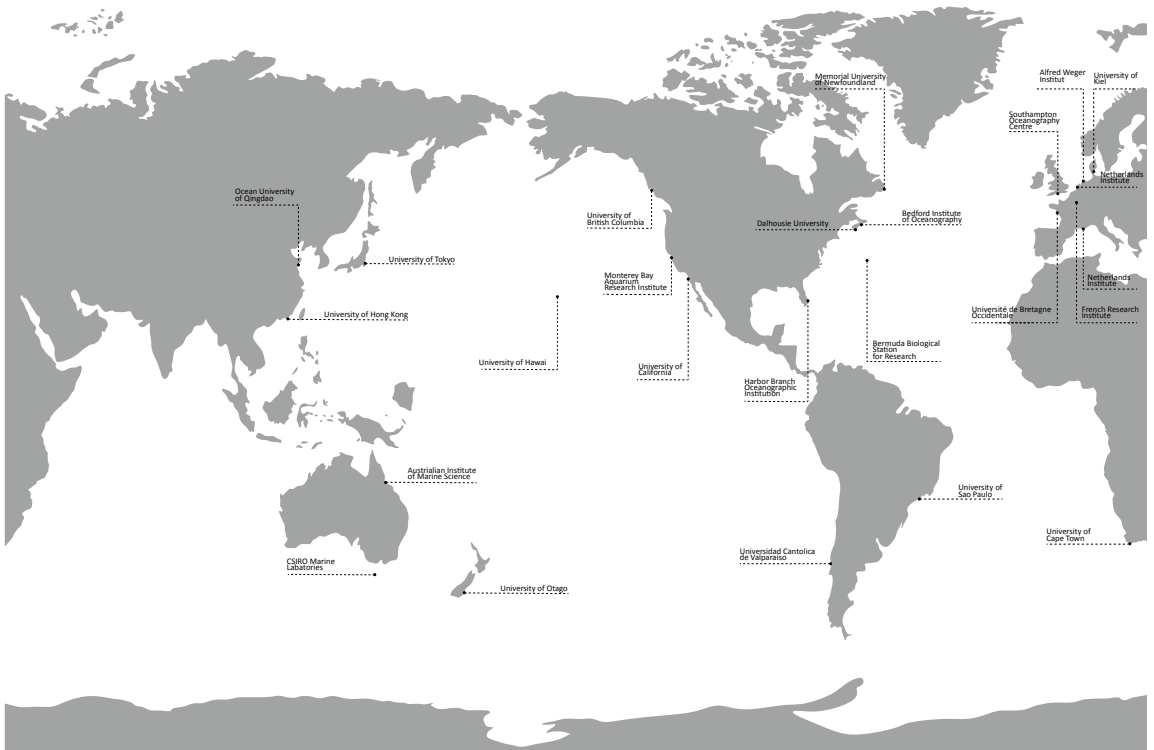 Memorial University
of Newfoundland
Alfred Weger
Institut
University of
Kiel
Southampton
Oceanography
Centre
Netherlands
Institute
Ocean University
of Qingdao
University of
British Columbia
Dalhousie University
Bedford Institute
of Oceanography
University of Tokyo
Monterey Bay
Aquarium
Research Institute
Netherlands
Institute
University of Hong Kong
Université de Bretagne
Occidentale
French Research
Institute
University of Hawai
University of
California
Bermuda Biological
Station
for Research
Harbor Branch
Oceanographic
Institution
Australian Institute
of Marine Science
University of
Sao Paulo
University of
Cape Town
CSIRO Marine
Labatories
Universidad Cantolica
de Valparaiso
University of Otago